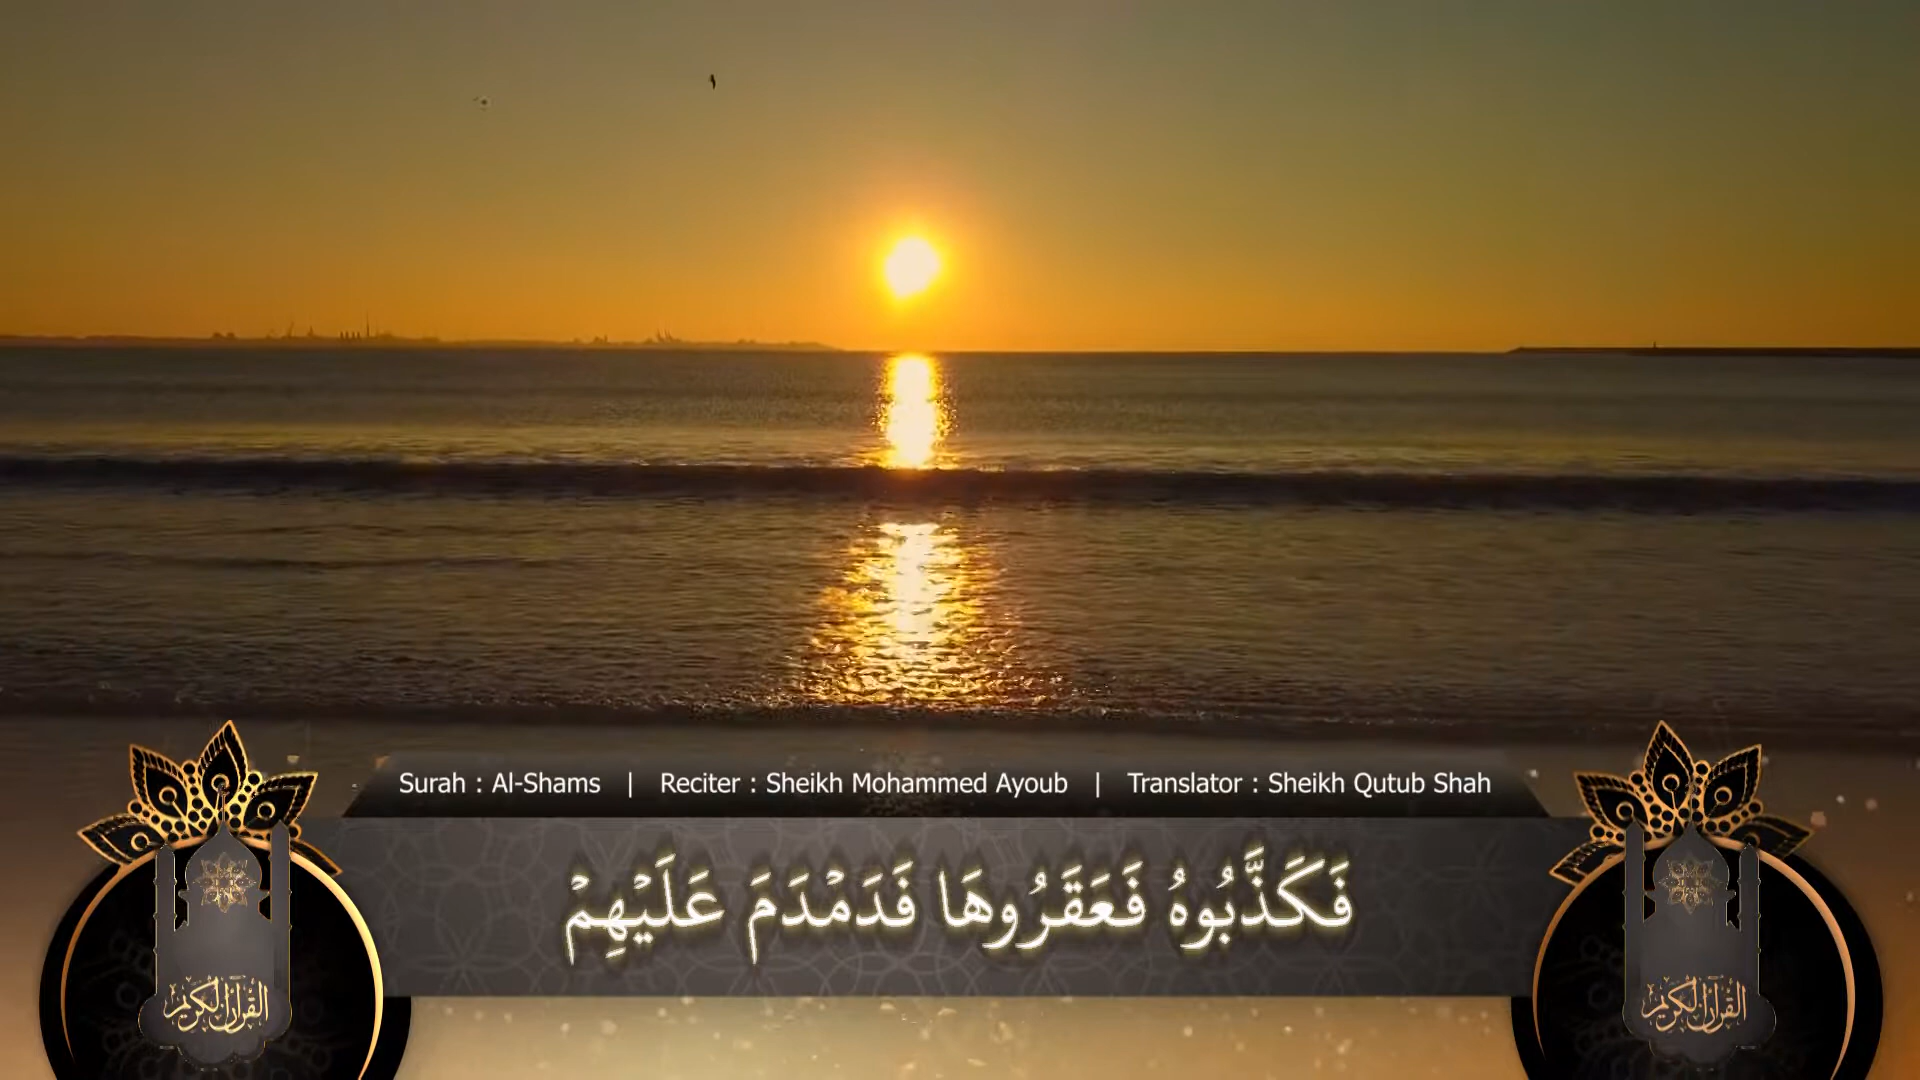 Surah : Al-Shams | Reciter : Sheikh Mohammed Ayoub | Translator : Sheikh Qutub Shah
فَكَذَّبُوهُ فَعَقَرُوهَا فَدَمْدَمَ عَلَيْهِمْ
القرآن الكريم
القرآن الكريم